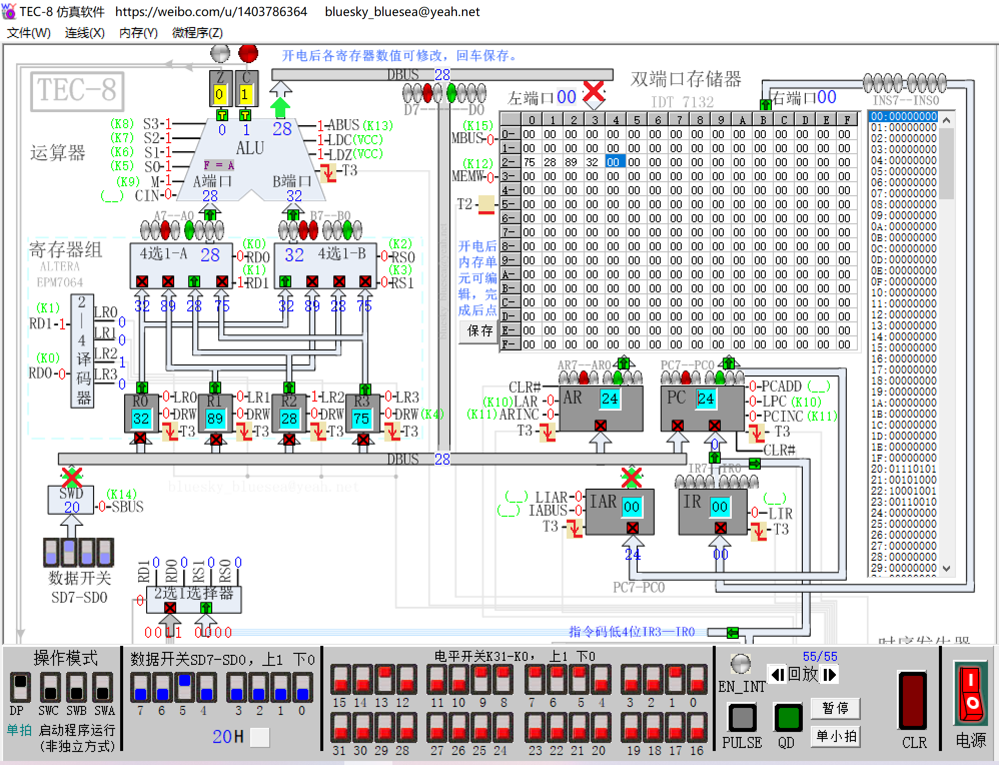 TEC-8 仿真软件 https://weibo.com/u/1403786364 bluesky_bluesea@yeah.net
文件(W) 连线(X) 内存(Y) 微程序(Z)
开电后各寄存器数值可修改，回车保存。
TEC-8
Z C
0 1
DBUS 28
D7-----D0
双端口存储器
IDT 7132
左端口00
右端口00
INS7--INS0
运算器
(K8) S3-1
(K7) S2-1
(K6) S1-1
(K5) S0-1
(K9) M-1
(__) CIN-0
0 1 28
ALU
F = A
A端口 B端口
28 32
1-ABUS(K13)
1-LDC(VCC)
1-LDZ(VCC)
T3
(K15)
MBUS-0
(K12)
MEMW-0
T2
0 1 2 3 4 5 6 7 8 9 A B C D E F
0- 00 00 00 00 00 00 00 00 00 00 00 00 00 00 00 00
1- 00 00 00 00 00 00 00 00 00 00 00 00 00 00 00 00
2- 75 28 89 32 00 00 00 00 00 00 00 00 00 00 00 00
3- 00 00 00 00 00 00 00 00 00 00 00 00 00 00 00 00
4- 00 00 00 00 00 00 00 00 00 00 00 00 00 00 00 00
5- 00 00 00 00 00 00 00 00 00 00 00 00 00 00 00 00
6- 00 00 00 00 00 00 00 00 00 00 00 00 00 00 00 00
7- 00 00 00 00 00 00 00 00 00 00 00 00 00 00 00 00
8- 00 00 00 00 00 00 00 00 00 00 00 00 00 00 00 00
9- 00 00 00 00 00 00 00 00 00 00 00 00 00 00 00 00
A- 00 00 00 00 00 00 00 00 00 00 00 00 00 00 00 00
B- 00 00 00 00 00 00 00 00 00 00 00 00 00 00 00 00
C- 00 00 00 00 00 00 00 00 00 00 00 00 00 00 00 00
D- 00 00 00 00 00 00 00 00 00 00 00 00 00 00 00 00
E- 00 00 00 00 00 00 00 00 00 00 00 00 00 00 00 00
F- 00 00 00 00 00 00 00 00 00 00 00 00 00 00 00 00
开电后
内存单
元可编
辑，完
成后点
保存
00:00000000
01:00000000
02:00000000
03:00000000
04:00000000
05:00000000
06:00000000
07:00000000
08:00000000
09:00000000
0A:00000000
0B:00000000
0C:00000000
0D:00000000
0E:00000000
0F:00000000
10:00000000
11:00000000
12:00000000
13:00000000
14:00000000
15:00000000
16:00000000
17:00000000
18:00000000
19:00000000
1A:00000000
1B:00000000
1C:00000000
1D:00000000
1E:00000000
1F:00000000
20:01110101
21:00101000
22:10001001
23:00110010
24:00000000
25:00000000
26:00000000
27:00000000
28:00000000
29:00000000
A7--A0 B7--B0
寄存器组
ALTERA
EPM7064
4选1-A 28
(K0)
0-RD0
(K1)
1-RD1
32 4选1-B
(K2)
0-RS0
(K3)
0-RS1
32 89 28 75 32 89 28 75
(K1)
RD1-1
(K0)
RD0-0
2|4译码器
LR0 0
LR1 0
LR2 1
LR3 0
bluesky_bluesea@yeah.net
R0 0-LR0 R1 0-LR1 R2 1-LR2 R3 0-LR3
32 0-DRW 89 0-DRW 28 0-DRW 75 0-DRW(K4)
T3 T3 T3 T3
AR7--AR0 PC7--PC0
CLR#
(K10)LAR-0
(K11)ARINC-0
T3
AR 24
PC 24
0-PCADD(__)
0-LPC(K10)
0-PCINC(K11)
T3
CLR#
0
DBUS 28
bluesky_bluesea@yeah.net
SWD
20
(K14)
0-SBUS
数据开关
SD7-SD0
IR7--IR0
(__) LIAR-0
(__) IABUS-0
T3
IAR 00
IR 00
(__)
0-LIR
T3
24 00
PC7-PC0
RD1 0 RD0 0 RS1 0 RS0 0
0 2选1选择器
0011 0000
指令码低4位IR3—IR0
时序发生器
操作模式
DP SWC SWB SWA
单拍 启动程序运行
(非独立方式)
数据开关SD7-SD0，上1 下0
7 6 5 4 3 2 1 0
20H
电平开关K31-K0， 上1 下0
15 14 13 12 11 10 9 8 7 6 5 4 3 2 1 0
31 30 29 28 27 26 25 24 23 22 21 20 19 18 17 16
EN_INT
55/55
回放
PULSE QD
暂停
单小拍
CLR
电源